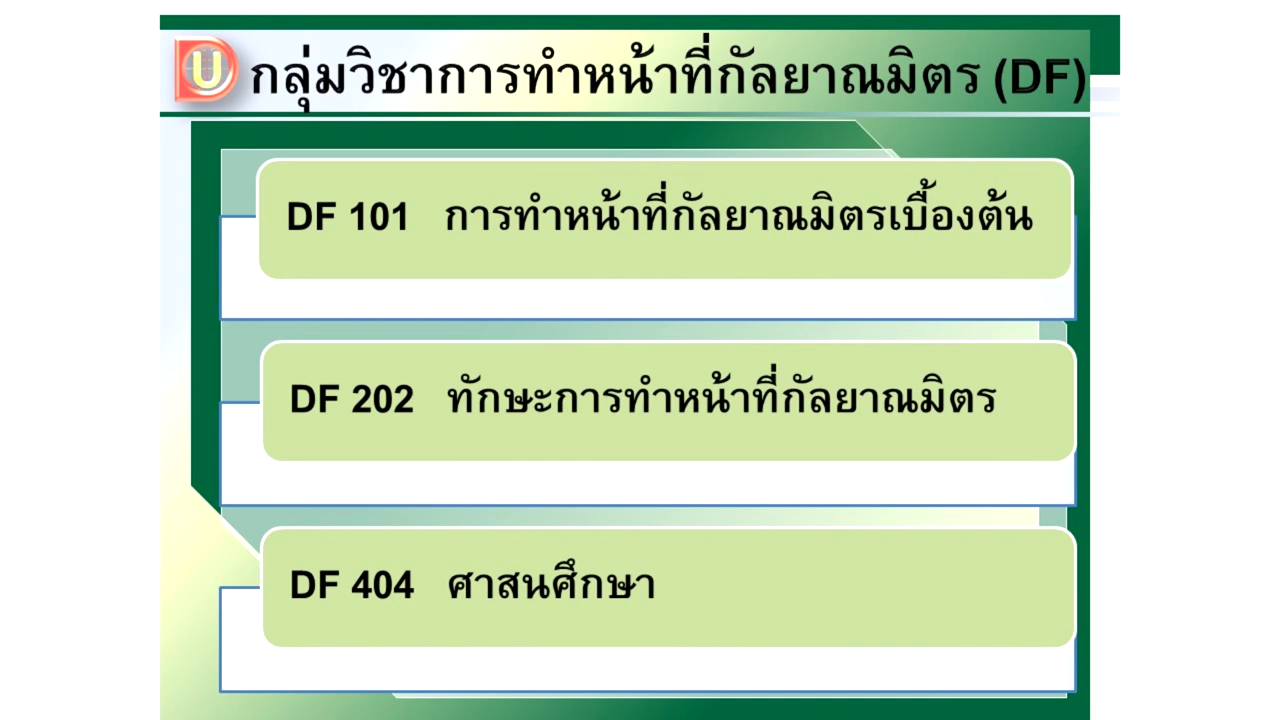 DU กลุ่มวิชาการทำหน้าที่กัลยาณมิตร (DF)
DF 101 การทำหน้าที่กัลยาณมิตรเบื้องต้น
DF 202 ทักษะการทำหน้าที่กัลยาณมิตร
DF 404 ศาสนศึกษา